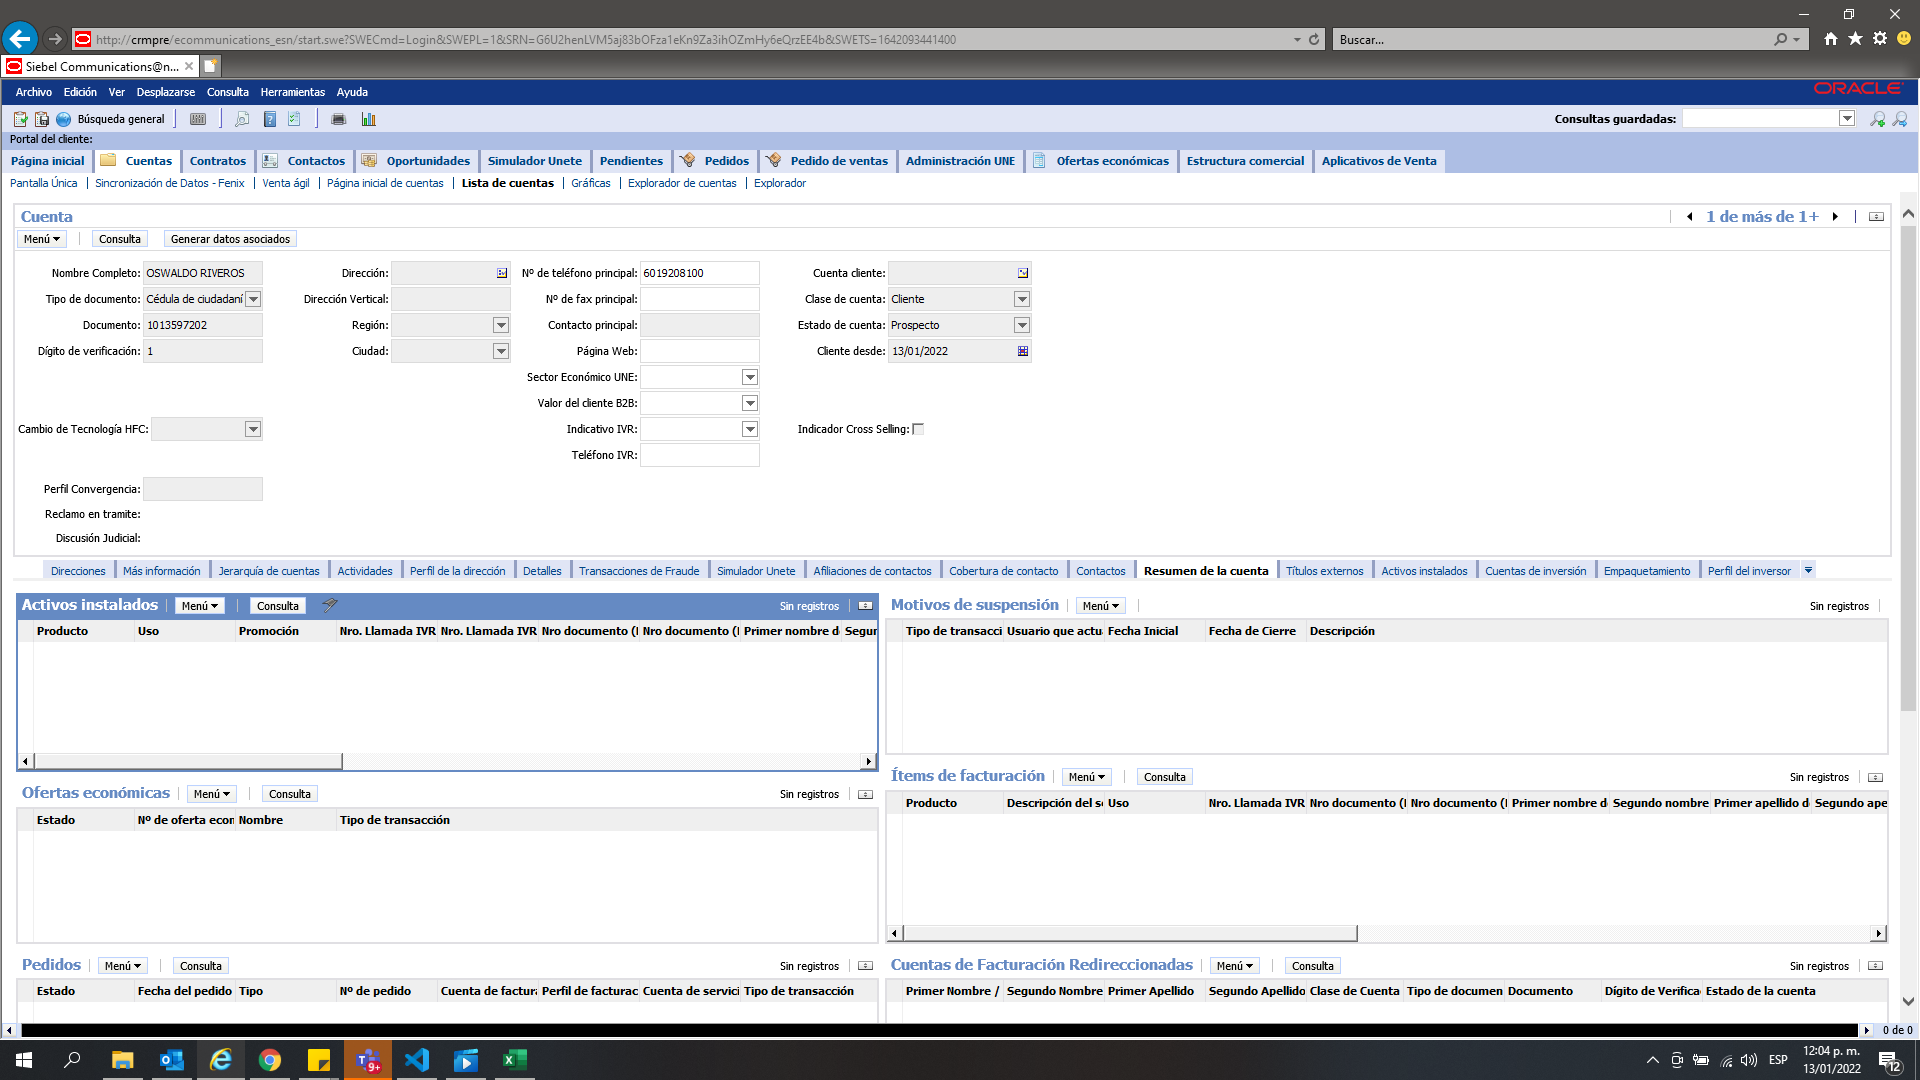 http://crmpre/ecommunications_esn/start.swe?SWECmd=Login&SWEPL=1&SRN=G6U2henLVM5aj83bOFza1eKn9Za3ihOZmHy6eQrzEE4b&SWETS=1642093441400
Buscar...
Siebel Communications@n...
Archivo Edición Ver Desplazarse Consulta Herramientas Ayuda
ORACLE
Búsqueda general
Consultas guardadas:
Portal del cliente:
Página inicial Cuentas Contratos Contactos Oportunidades Simulador Unete Pendientes Pedidos Pedido de ventas Administración UNE Ofertas económicas Estructura comercial Aplicativos de Venta
Pantalla Única Sincronización de Datos - Fenix Venta ágil Página inicial de cuentas Lista de cuentas Gráficas Explorador de cuentas Explorador
Cuenta
1 de más de 1+
Menú Consulta Generar datos asociados
Nombre Completo: OSWALDO RIVEROS Dirección: Nº de teléfono principal: 6019208100 Cuenta cliente:
Tipo de documento: Cédula de ciudadaní Dirección Vertical: Nº de fax principal: Clase de cuenta: Cliente
Documento: 1013597202 Región: Contacto principal: Estado de cuenta: Prospecto
Dígito de verificación: 1 Ciudad: Página Web: Cliente desde: 13/01/2022
Sector Económico UNE:
Valor del cliente B2B:
Cambio de Tecnología HFC: Indicativo IVR: Indicador Cross Selling:
Teléfono IVR:
Perfil Convergencia:
Reclamo en tramite:
Discusión Judicial:
Direcciones Más información Jerarquía de cuentas Actividades Perfil de la dirección Detalles Transacciones de Fraude Simulador Unete Afiliaciones de contactos Cobertura de contacto Contactos Resumen de la cuenta Títulos externos Activos instalados Cuentas de inversión Empaquetamiento Perfil del inversor
Activos instalados Menú Consulta Sin registros
Producto Uso Promoción Nro. Llamada IVR Nro. Llamada IVR Nro documento ( Nro documento ( Primer nombre d Segun
Motivos de suspensión Menú Sin registros
Tipo de transacci Usuario que actu Fecha Inicial Fecha de Cierre Descripción
Ofertas económicas Menú Consulta Sin registros
Estado Nº de oferta econ Nombre Tipo de transacción
Ítems de facturación Menú Consulta Sin registros
Producto Descripción del s Uso Nro. Llamada IVR Nro documento ( Nro documento ( Primer nombre d Segundo nombre Primer apellido d Segundo ape
Pedidos Menú Consulta Sin registros
Estado Fecha del pedido Tipo Nº de pedido Cuenta de factur Perfil de facturac Cuenta de servici Tipo de transacción
Cuentas de Facturación Redireccionadas Menú Consulta Sin registros
Primer Nombre / Segundo Nombre Primer Apellido Segundo Apellido Clase de Cuenta Tipo de documen Documento Dígito de Verifica Estado de la cuenta
0 de 0
9+
ESP
12:04 p. m.
13/01/2022
12